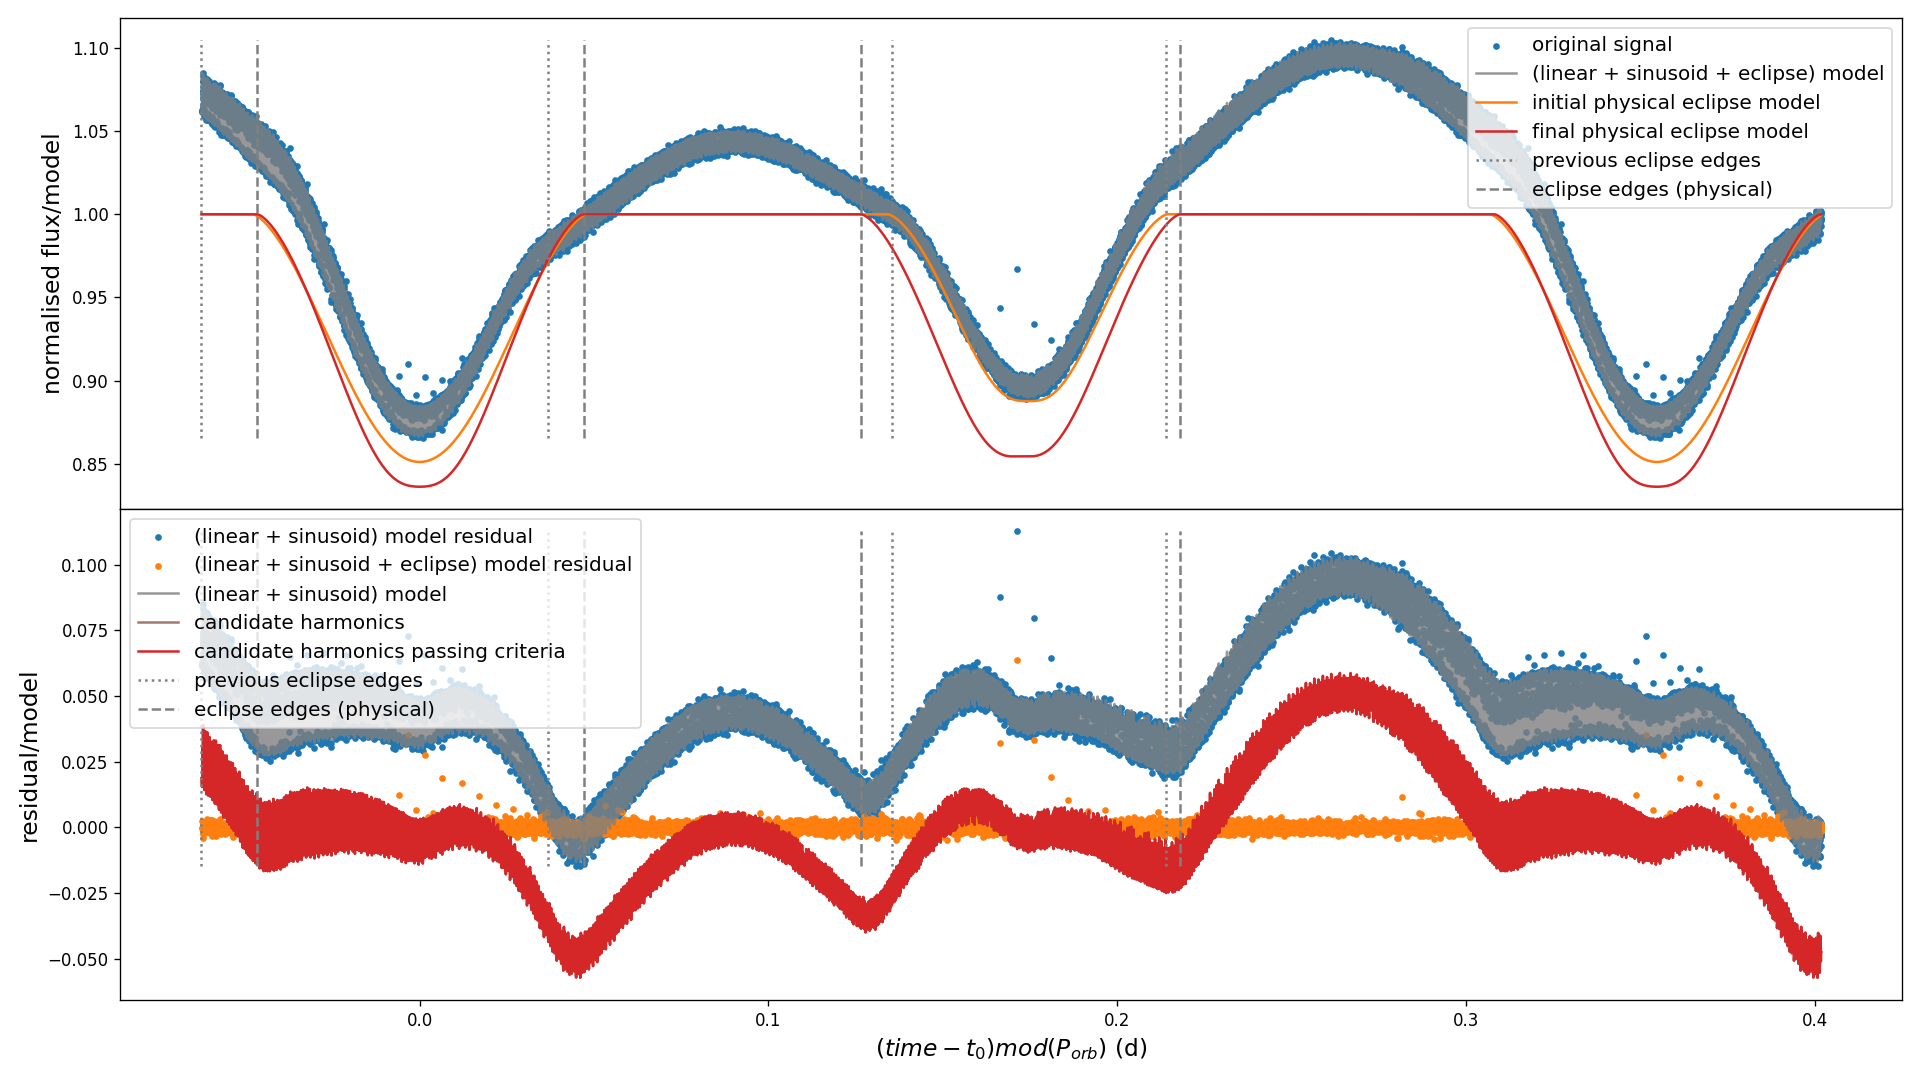 normalised flux/model
1.10
1.05
1.00
0.95
0.90
0.85
original signal
(linear + sinusoid + eclipse) model
initial physical eclipse model
final physical eclipse model
previous eclipse edges
eclipse edges (physical)
residual/model
0.100
0.075
0.050
0.025
0.000
−0.025
−0.050
(linear + sinusoid) model residual
(linear + sinusoid + eclipse) model residual
(linear + sinusoid) model
candidate harmonics
candidate harmonics passing criteria
previous eclipse edges
eclipse edges (physical)
0.0 0.1 0.2 0.3 0.4
(time − t₀)mod(Pₒᵣᵦ) (d)